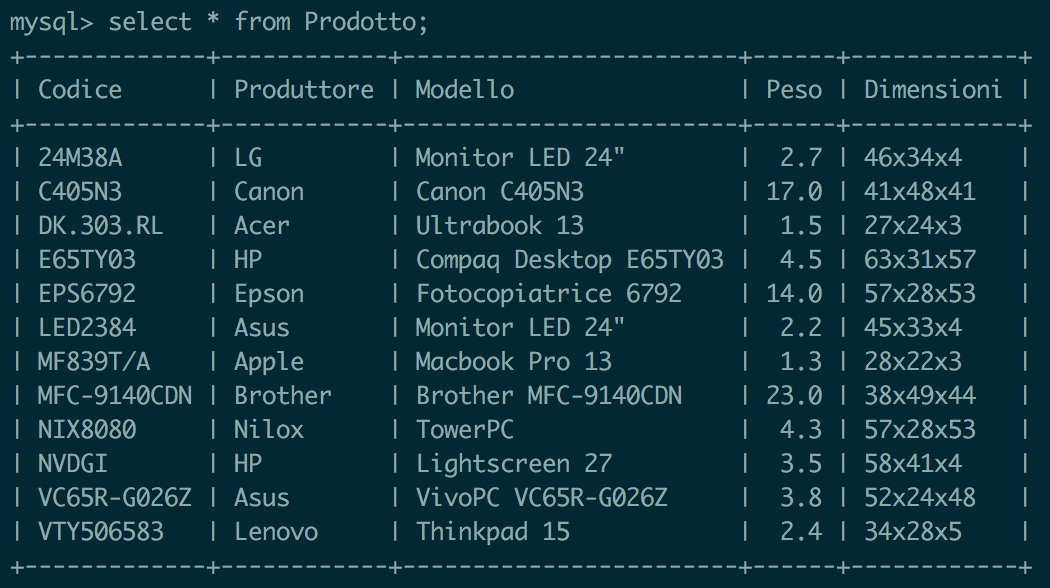 mysql> select * from Prodotto;
+-------------+------------+------------------------+------+------------+
| Codice      | Produttore | Modello                | Peso | Dimensioni |
+-------------+------------+------------------------+------+------------+
| 24M38A      | LG         | Monitor LED 24"        |  2.7 | 46x34x4    |
| C405N3      | Canon      | Canon C405N3           | 17.0 | 41x48x41   |
| DK.303.RL   | Acer       | Ultrabook 13           |  1.5 | 27x24x3    |
| E65TY03     | HP         | Compaq Desktop E65TY03 |  4.5 | 63x31x57   |
| EPS6792     | Epson      | Fotocopiatrice 6792    | 14.0 | 57x28x53   |
| LED2384     | Asus       | Monitor LED 24"        |  2.2 | 45x33x4    |
| MF839T/A    | Apple      | Macbook Pro 13         |  1.3 | 28x22x3    |
| MFC-9140CDN | Brother    | Brother MFC-9140CDN    | 23.0 | 38x49x44   |
| NIX8080     | Nilox      | TowerPC                |  4.3 | 57x28x53   |
| NVDGI       | HP         | Lightscreen 27         |  3.5 | 58x41x4    |
| VC65R-G026Z | Asus       | VivoPC VC65R-G026Z     |  3.8 | 52x24x48   |
| VTY506583   | Lenovo     | Thinkpad 15            |  2.4 | 34x28x5    |
+-------------+------------+------------------------+------+------------+